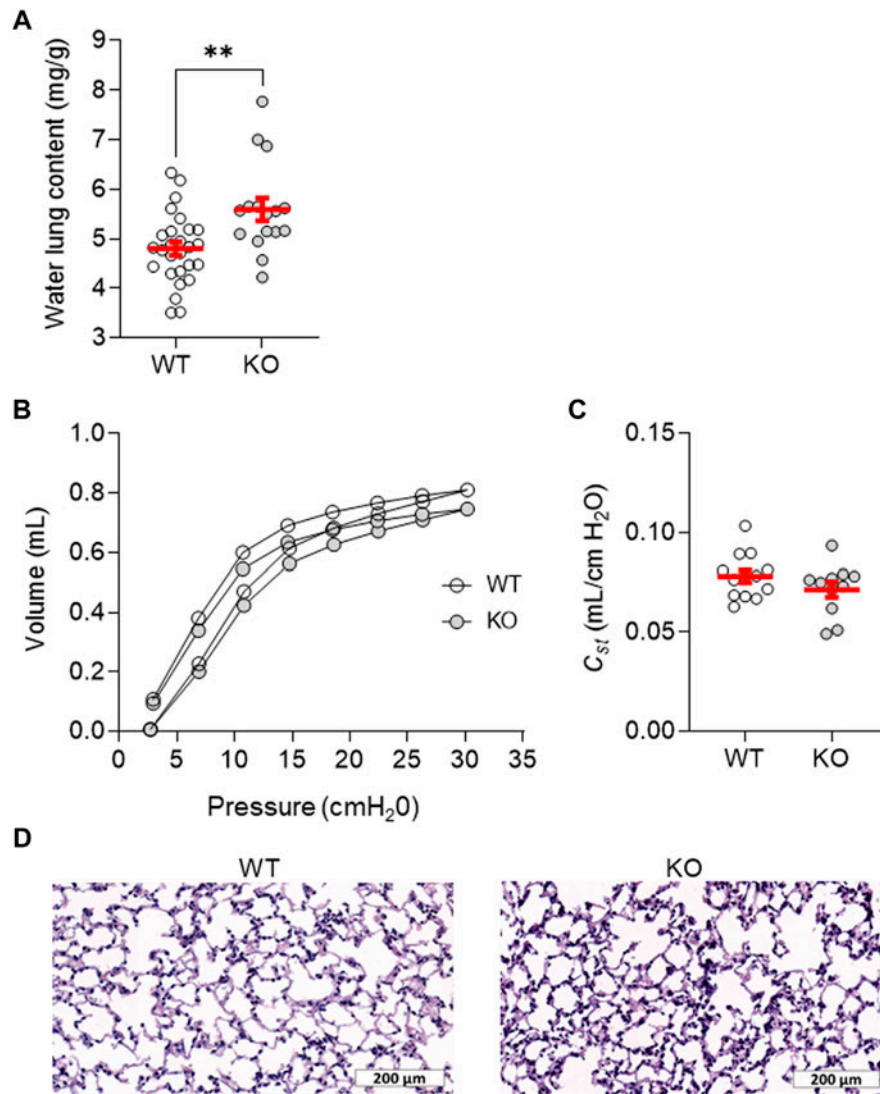 A
Water lung content (mg/g)
9
8
7
6
5
4
3
**
WT KO
B
Volume (mL)
1.0
0.8
0.6
0.4
0.2
0.0
0 5 10 15 20 25 30 35
Pressure (cmH₂0)
WT
KO
C
Cst (mL/cm H₂O)
0.15
0.10
0.05
0.00
WT KO
D
WT KO
200 µm 200 µm